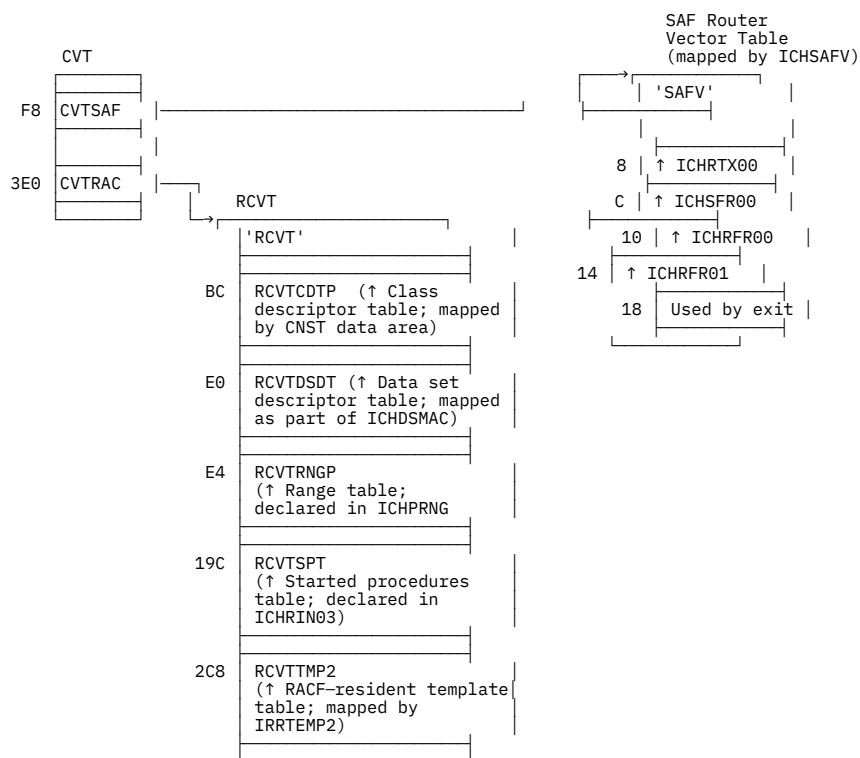 SAF Router
Vector Table
CVT (mapped by ICHSAFV)
'SAFV'
F8 CVTSAF
8 ↑ ICHRTX00
3E0 CVTRAC
RCVT C ↑ ICHSFR00
'RCVT' 10 ↑ ICHRFR00
14 ↑ ICHRFR01
BC RCVTCDTP (↑ Class
descriptor table; mapped 18 Used by exit
by CNST data area)
E0 RCVTDSDT (↑ Data set
descriptor table; mapped
as part of ICHDSMAC)
E4 RCVTRNGP
(↑ Range table;
declared in ICHPRNG
19C RCVTSPT
(↑ Started procedures
table; declared in
ICHRIN03)
2C8 RCVTTMP2
(↑ RACF—resident template
table; mapped by
IRRTEMP2)